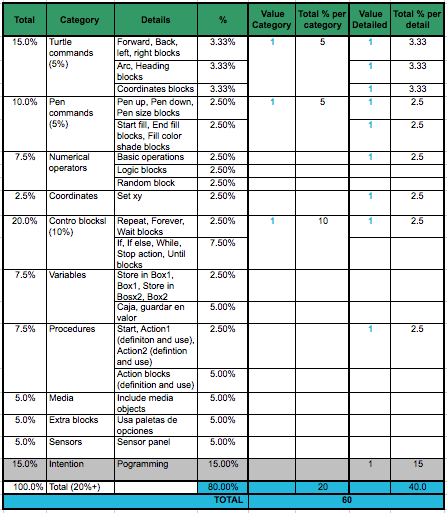 Total Category Details % Value Category Total % per category Value Detailed Total % per detail
15.0% Turtle commands (5%) Forward, Back, left, right blocks 3.33% 1 5 1 3.33
Arc, Heading blocks 3.33% 1 3.33
Coordinates blocks 3.33% 1 3.33
10.0% Pen commands (5%) Pen up, Pen down, Pen size blocks 2.50% 1 5 1 2.5
Start fill, End fill blocks, Fill color shade blocks 2.50% 1 2.5
7.5% Numerical operators Basic operations 2.50% 1 2.5
Logic blocks 2.50%
Random block 2.50%
2.5% Coordinates Set xy 2.50% 1 2.5
20.0% Contro blocksl (10%) Repeat, Forever, Wait blocks 2.50% 1 10 1 2.5
If, If else, While, Stop action, Until blocks 7.50%
7.5% Variables Store in Box1, Box1, Store in Bosx2, Box2 2.50%
Caja, guardar en valor 5.00%
7.5% Procedures Start, Action1 (definiton and use), Action2 (defintion and use) 2.50% 1 2.5
Action blocks (definition and use) 5.00%
5.0% Media Include media objects 5.00%
5.0% Extra blocks Usa paletas de opciones 5.00%
5.0% Sensors Sensor panel 5.00%
15.0% Intention Pogramming 15.00% 1 15
100.0% Total (20%+) 80.00% 20 40.0
TOTAL 60